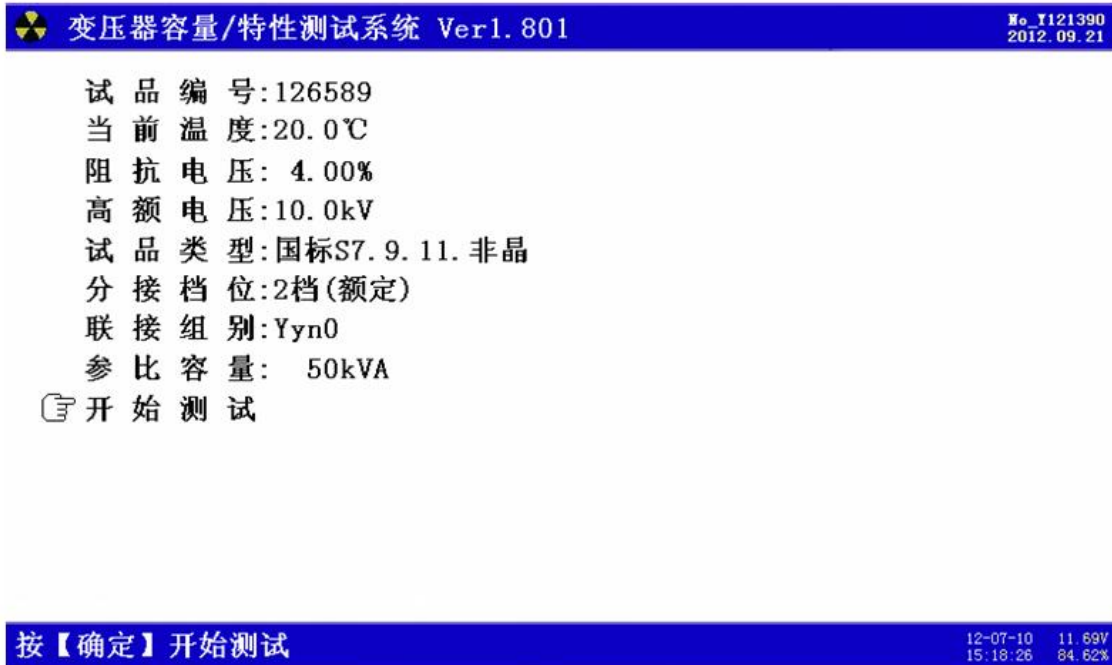 变压器容量/特性测试系统 Ver1.801
No_Y121390
2012.09.21
试品编号:126589
当前温度:20.0℃
阻抗电压: 4.00%
高额电压:10.0kV
试品类型:国标S7.9.11.非晶
分接档位:2档(额定)
联接组别:Yyn0
参比容量: 50kVA
开始测试
按【确定】开始测试
12-07-10 11.69V
15:18:26 84.62%